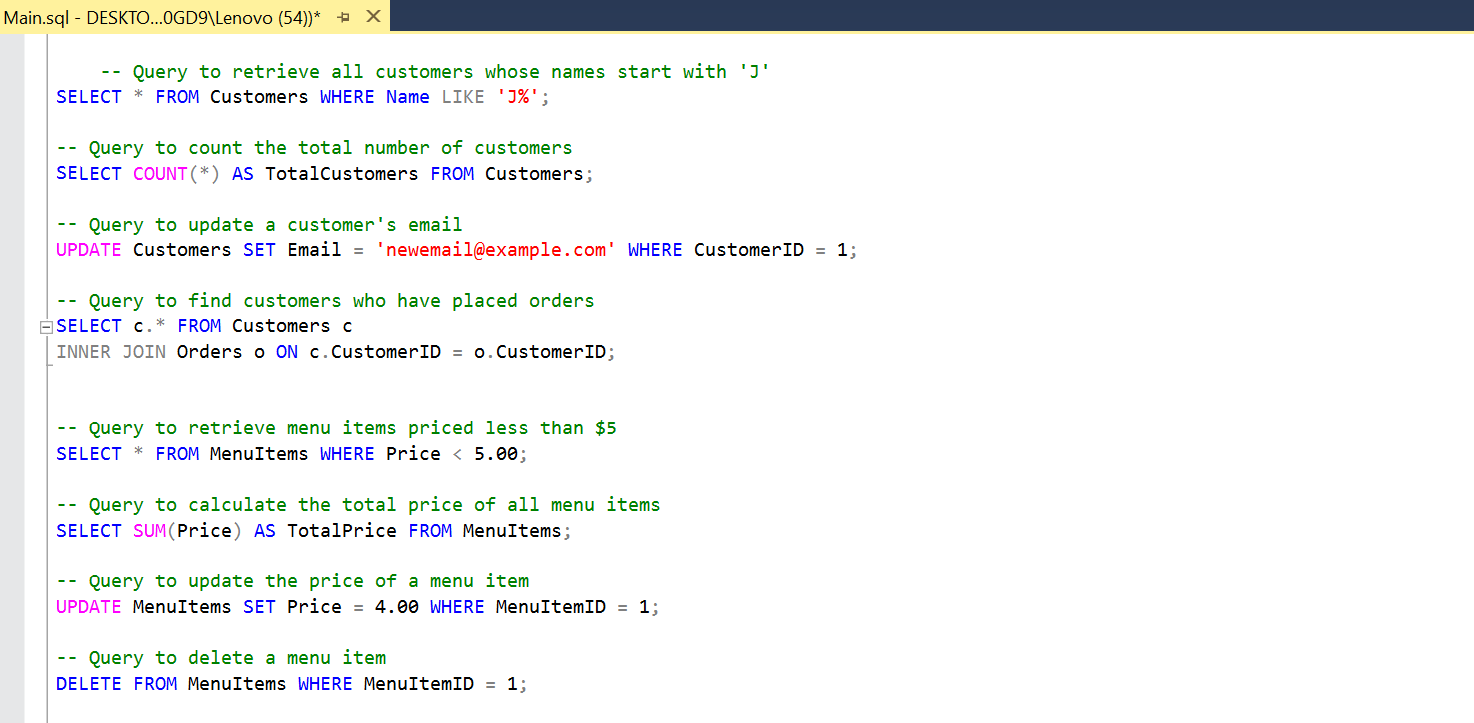 Main.sql - DESKTO...0GD9\Lenovo (54))*
-- Query to retrieve all customers whose names start with 'J'
SELECT * FROM Customers WHERE Name LIKE 'J%';
-- Query to count the total number of customers
SELECT COUNT(*) AS TotalCustomers FROM Customers;
-- Query to update a customer's email
UPDATE Customers SET Email = 'newemail@example.com' WHERE CustomerID = 1;
-- Query to find customers who have placed orders
SELECT c.* FROM Customers c
INNER JOIN Orders o ON c.CustomerID = o.CustomerID;
-- Query to retrieve menu items priced less than $5
SELECT * FROM MenuItems WHERE Price < 5.00;
-- Query to calculate the total price of all menu items
SELECT SUM(Price) AS TotalPrice FROM MenuItems;
-- Query to update the price of a menu item
UPDATE MenuItems SET Price = 4.00 WHERE MenuItemID = 1;
-- Query to delete a menu item
DELETE FROM MenuItems WHERE MenuItemID = 1;